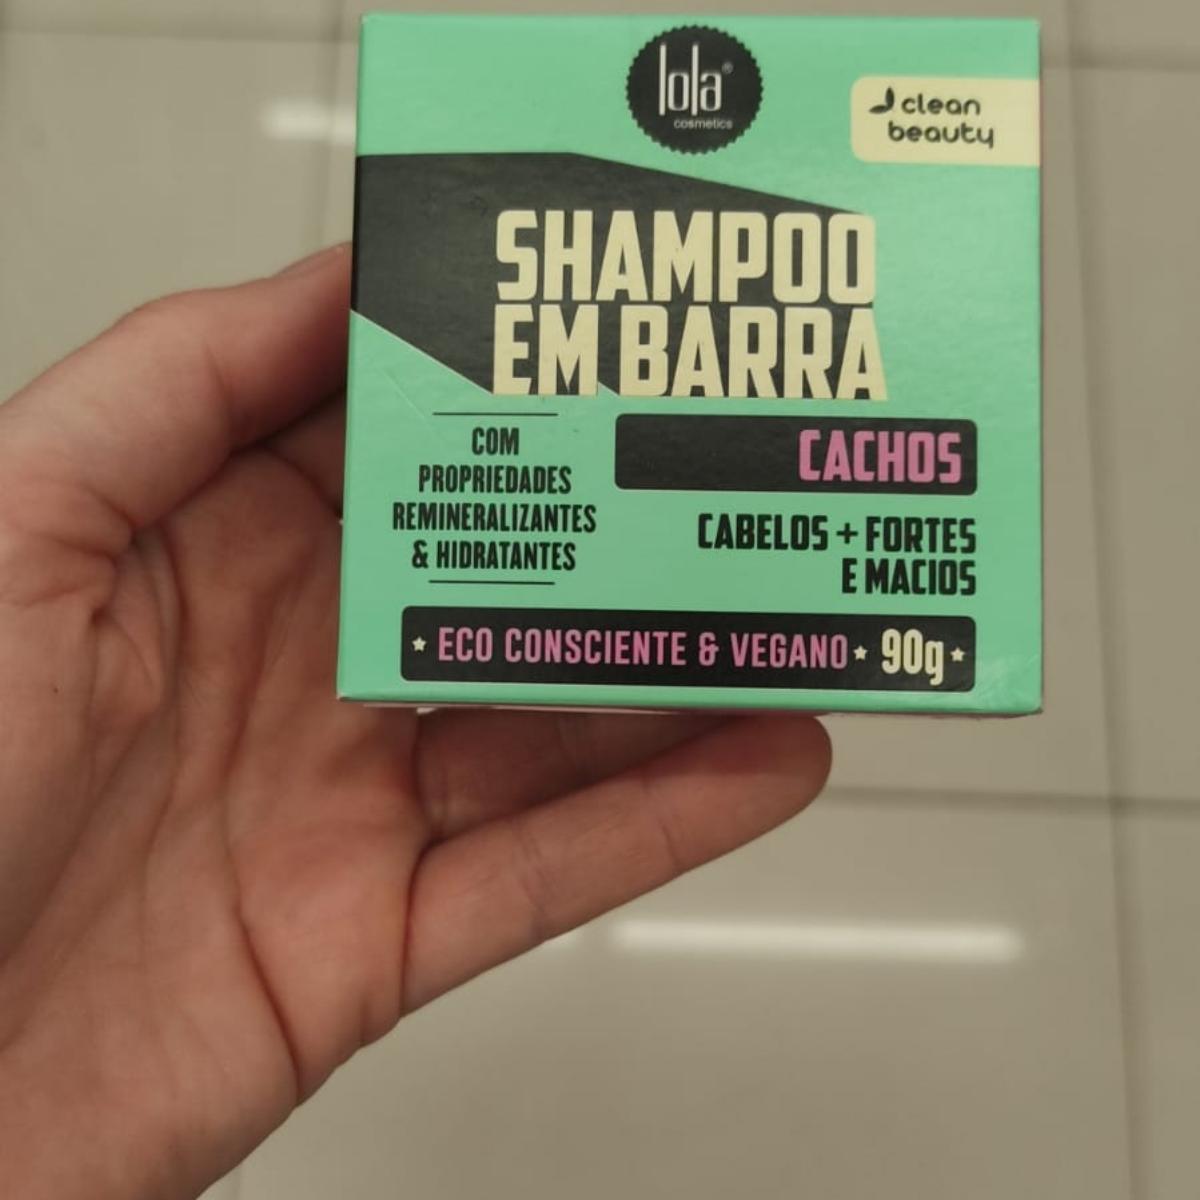 lola®
cosmetics
clean
beauty
SHAMPOO
EM BARRA
CACHOS
COM
PROPRIEDADES
REMINERALIZANTES
& HIDRATANTES
CABELOS + FORTES
E MACIOS
ECO CONSCIENTE & VEGANO 90g